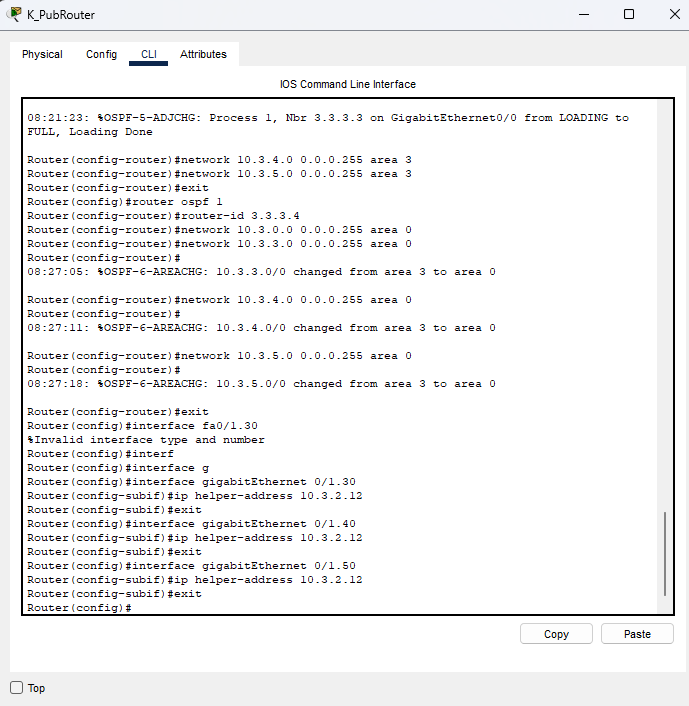 K_PubRouter
Physical Config CLI Attributes
IOS Command Line Interface
08:21:23: %OSPF-5-ADJCHG: Process 1, Nbr 3.3.3.3 on GigabitEthernet0/0 from LOADING to
FULL, Loading Done
Router(config-router)#network 10.3.4.0 0.0.0.255 area 3
Router(config-router)#network 10.3.5.0 0.0.0.255 area 3
Router(config-router)#exit
Router(config)#router ospf 1
Router(config-router)#router-id 3.3.3.4
Router(config-router)#network 10.3.0.0 0.0.0.255 area 0
Router(config-router)#network 10.3.3.0 0.0.0.255 area 0
Router(config-router)#
08:27:05: %OSPF-6-AREACHG: 10.3.3.0/0 changed from area 3 to area 0
Router(config-router)#network 10.3.4.0 0.0.0.255 area 0
Router(config-router)#
08:27:11: %OSPF-6-AREACHG: 10.3.4.0/0 changed from area 3 to area 0
Router(config-router)#network 10.3.5.0 0.0.0.255 area 0
Router(config-router)#
08:27:18: %OSPF-6-AREACHG: 10.3.5.0/0 changed from area 3 to area 0
Router(config-router)#exit
Router(config)#interface fa0/1.30
%Invalid interface type and number
Router(config)#interf
Router(config)#interface g
Router(config)#interface gigabitEthernet 0/1.30
Router(config-subif)#ip helper-address 10.3.2.12
Router(config-subif)#exit
Router(config)#interface gigabitEthernet 0/1.40
Router(config-subif)#ip helper-address 10.3.2.12
Router(config-subif)#exit
Router(config)#interface gigabitEthernet 0/1.50
Router(config-subif)#ip helper-address 10.3.2.12
Router(config-subif)#exit
Router(config)#
Copy Paste
Top